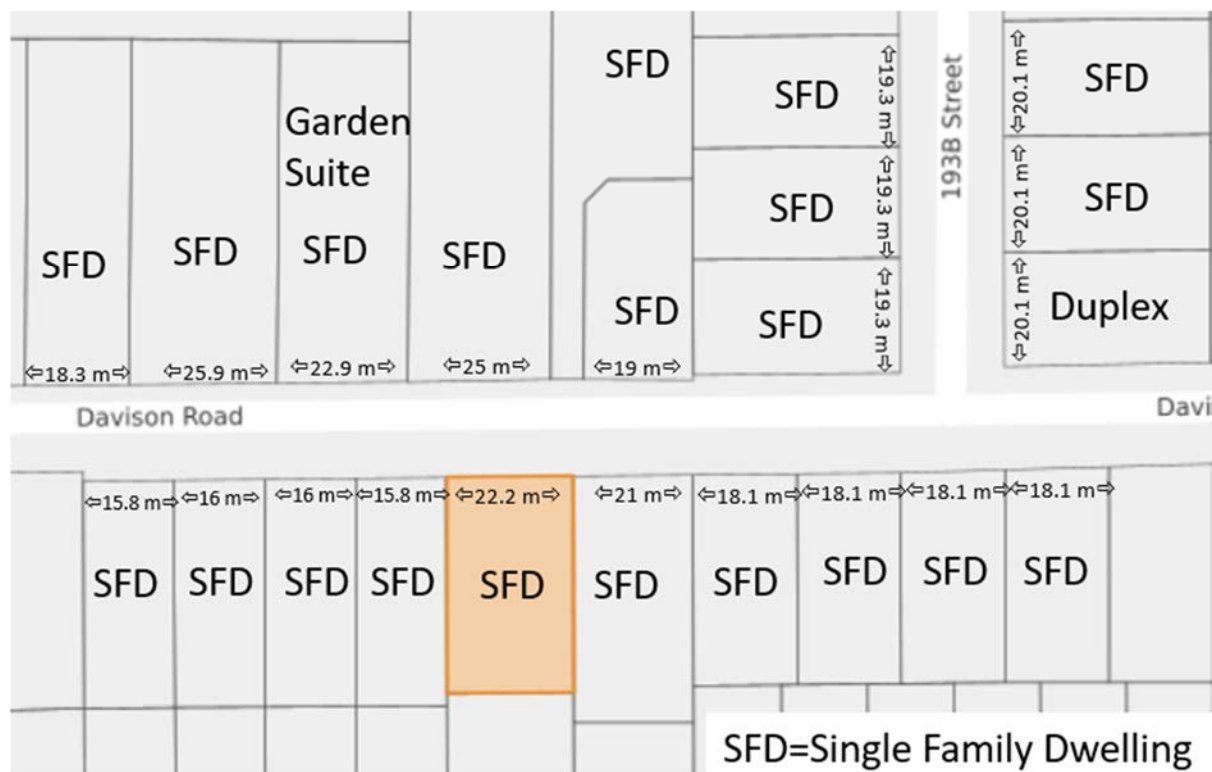 SFD
SFD
⇦19.3 m⇨
193B Street
⇦20.1 m⇨
SFD
Garden
Suite
SFD
⇦19.3 m⇨
⇦20.1 m⇨
SFD
SFD
SFD
SFD
SFD
SFD
SFD
⇦19.3 m⇨
⇦20.1 m⇨
Duplex
⇦18.3 m⇨
⇦25.9 m⇨
⇦22.9 m⇨
⇦25 m⇨
⇦19 m⇨
Davison Road
Davi
⇦15.8 m⇨
⇦16 m⇨
⇦16 m⇨
⇦15.8 m⇨
⇦22.2 m⇨
⇦21 m⇨
⇦18.1 m⇨
⇦18.1 m⇨
⇦18.1 m⇨
⇦18.1 m⇨
SFD
SFD
SFD
SFD
SFD
SFD
SFD
SFD
SFD
SFD
SFD=Single Family Dwelling